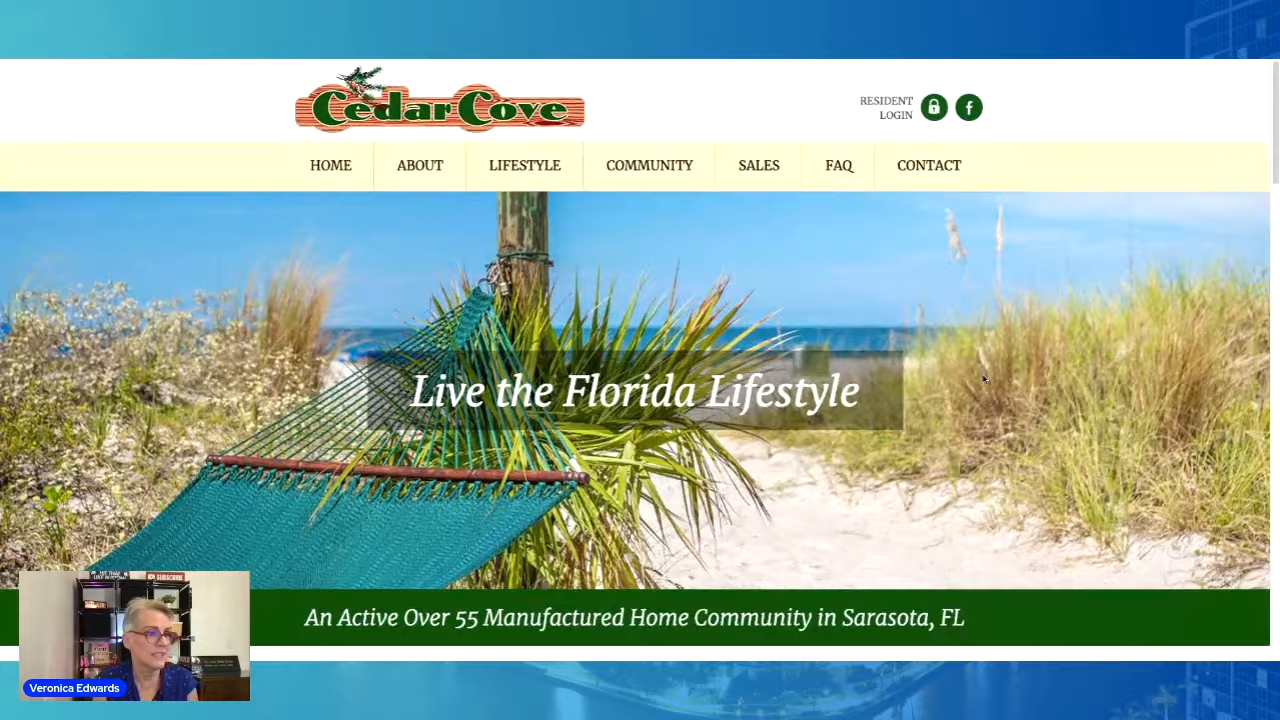 Cedar Cove
RESIDENT
LOGIN
HOME
ABOUT
LIFESTYLE
COMMUNITY
SALES
FAQ
CONTACT
Live the Florida Lifestyle
An Active Over 55 Manufactured Home Community in Sarasota, FL
SUBSCRIBE
Veronica Edwards